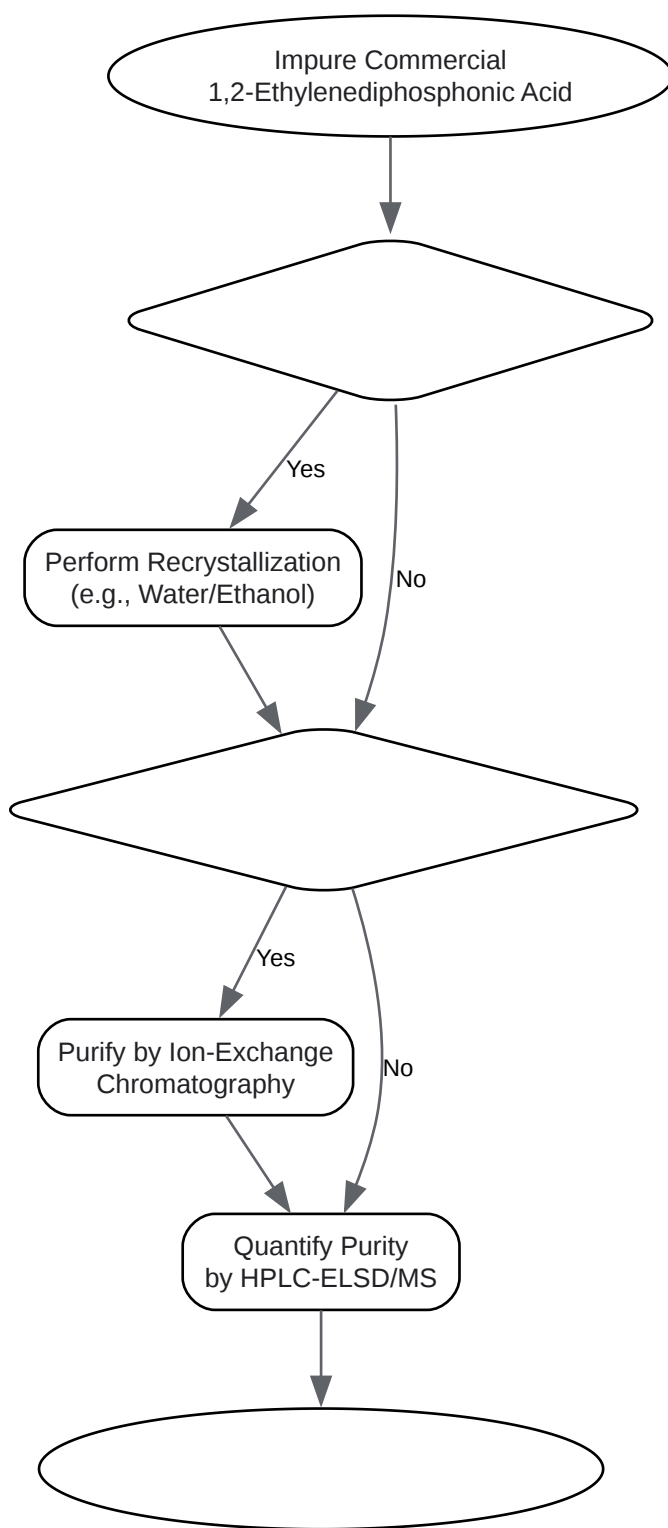 Impure Commercial
1,2-Ethylenediphosphonic Acid
Yes
Perform Recrystallization
(e.g., Water/Ethanol)
No
Yes
Purify by Ion-Exchange
Chromatography
No
Quantify Purity
by HPLC-ELSD/MS